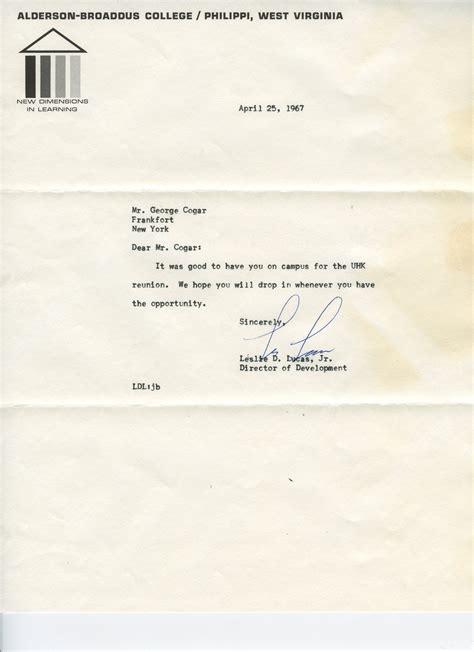 ALDERSON-BROADDUS COLLEGE / PHILIPPI, WEST VIRGINIA
NEW DIMENSIONS
IN LEARNING
April 25, 1967
Mr. George Cogar
Frankfort
New York
Dear Mr. Cogar:
It was good to have you on campus for the UHK
reunion. We hope you will drop in whenever you have
the opportunity.
Sincerely,
Leslie D. Lucas, Jr.
Director of Development
LDL:jb